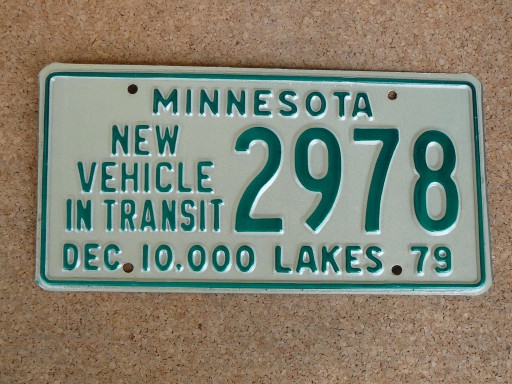 MINNESOTA
NEW
VEHICLE
IN TRANSIT
2978
DEC 10,000 LAKES 79